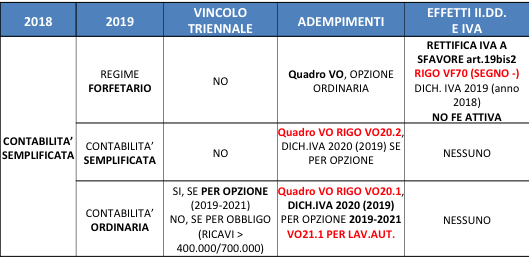 2018
2019
VINCOLO
TRIENNALE
ADEMPIMENTI
EFFETTI II.DD.
E IVA
CONTABILITA'
SEMPLIFICATA
REGIME
FORFETARIO
NO
Quadro VO, OPZIONE
ORDINARIA
RETTIFICA IVA A
SFAVORE art.19bis2
RIGO VF70 (SEGNO -)
DICH. IVA 2019 (anno
2018)
NO FE ATTIVA
CONTABILITA'
SEMPLIFICATA
NO
Quadro VO RIGO VO20.2,
DICH.IVA 2020 (2019) SE
PER OPZIONE
NESSUNO
CONTABILITA'
ORDINARIA
SI, SE PER OPZIONE
(2019-2021)
NO, SE PER OBBLIGO
(RICAVI >
400.000/700.000)
Quadro VO RIGO VO20.1,
DICH.IVA 2020 (2019)
PER OPZIONE 2019-2021
VO21.1 PER LAV.AUT.
NESSUNO